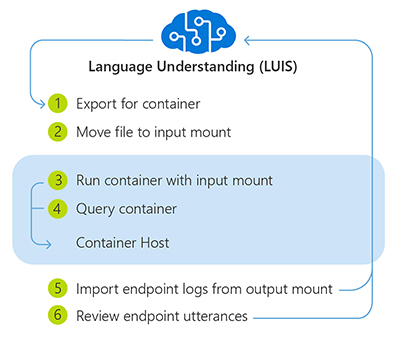 Language Understanding (LUIS)
1 Export for container
2 Move file to input mount
3 Run container with input mount
4 Query container
Container Host
5 Import endpoint logs from output mount
6 Review endpoint utterances